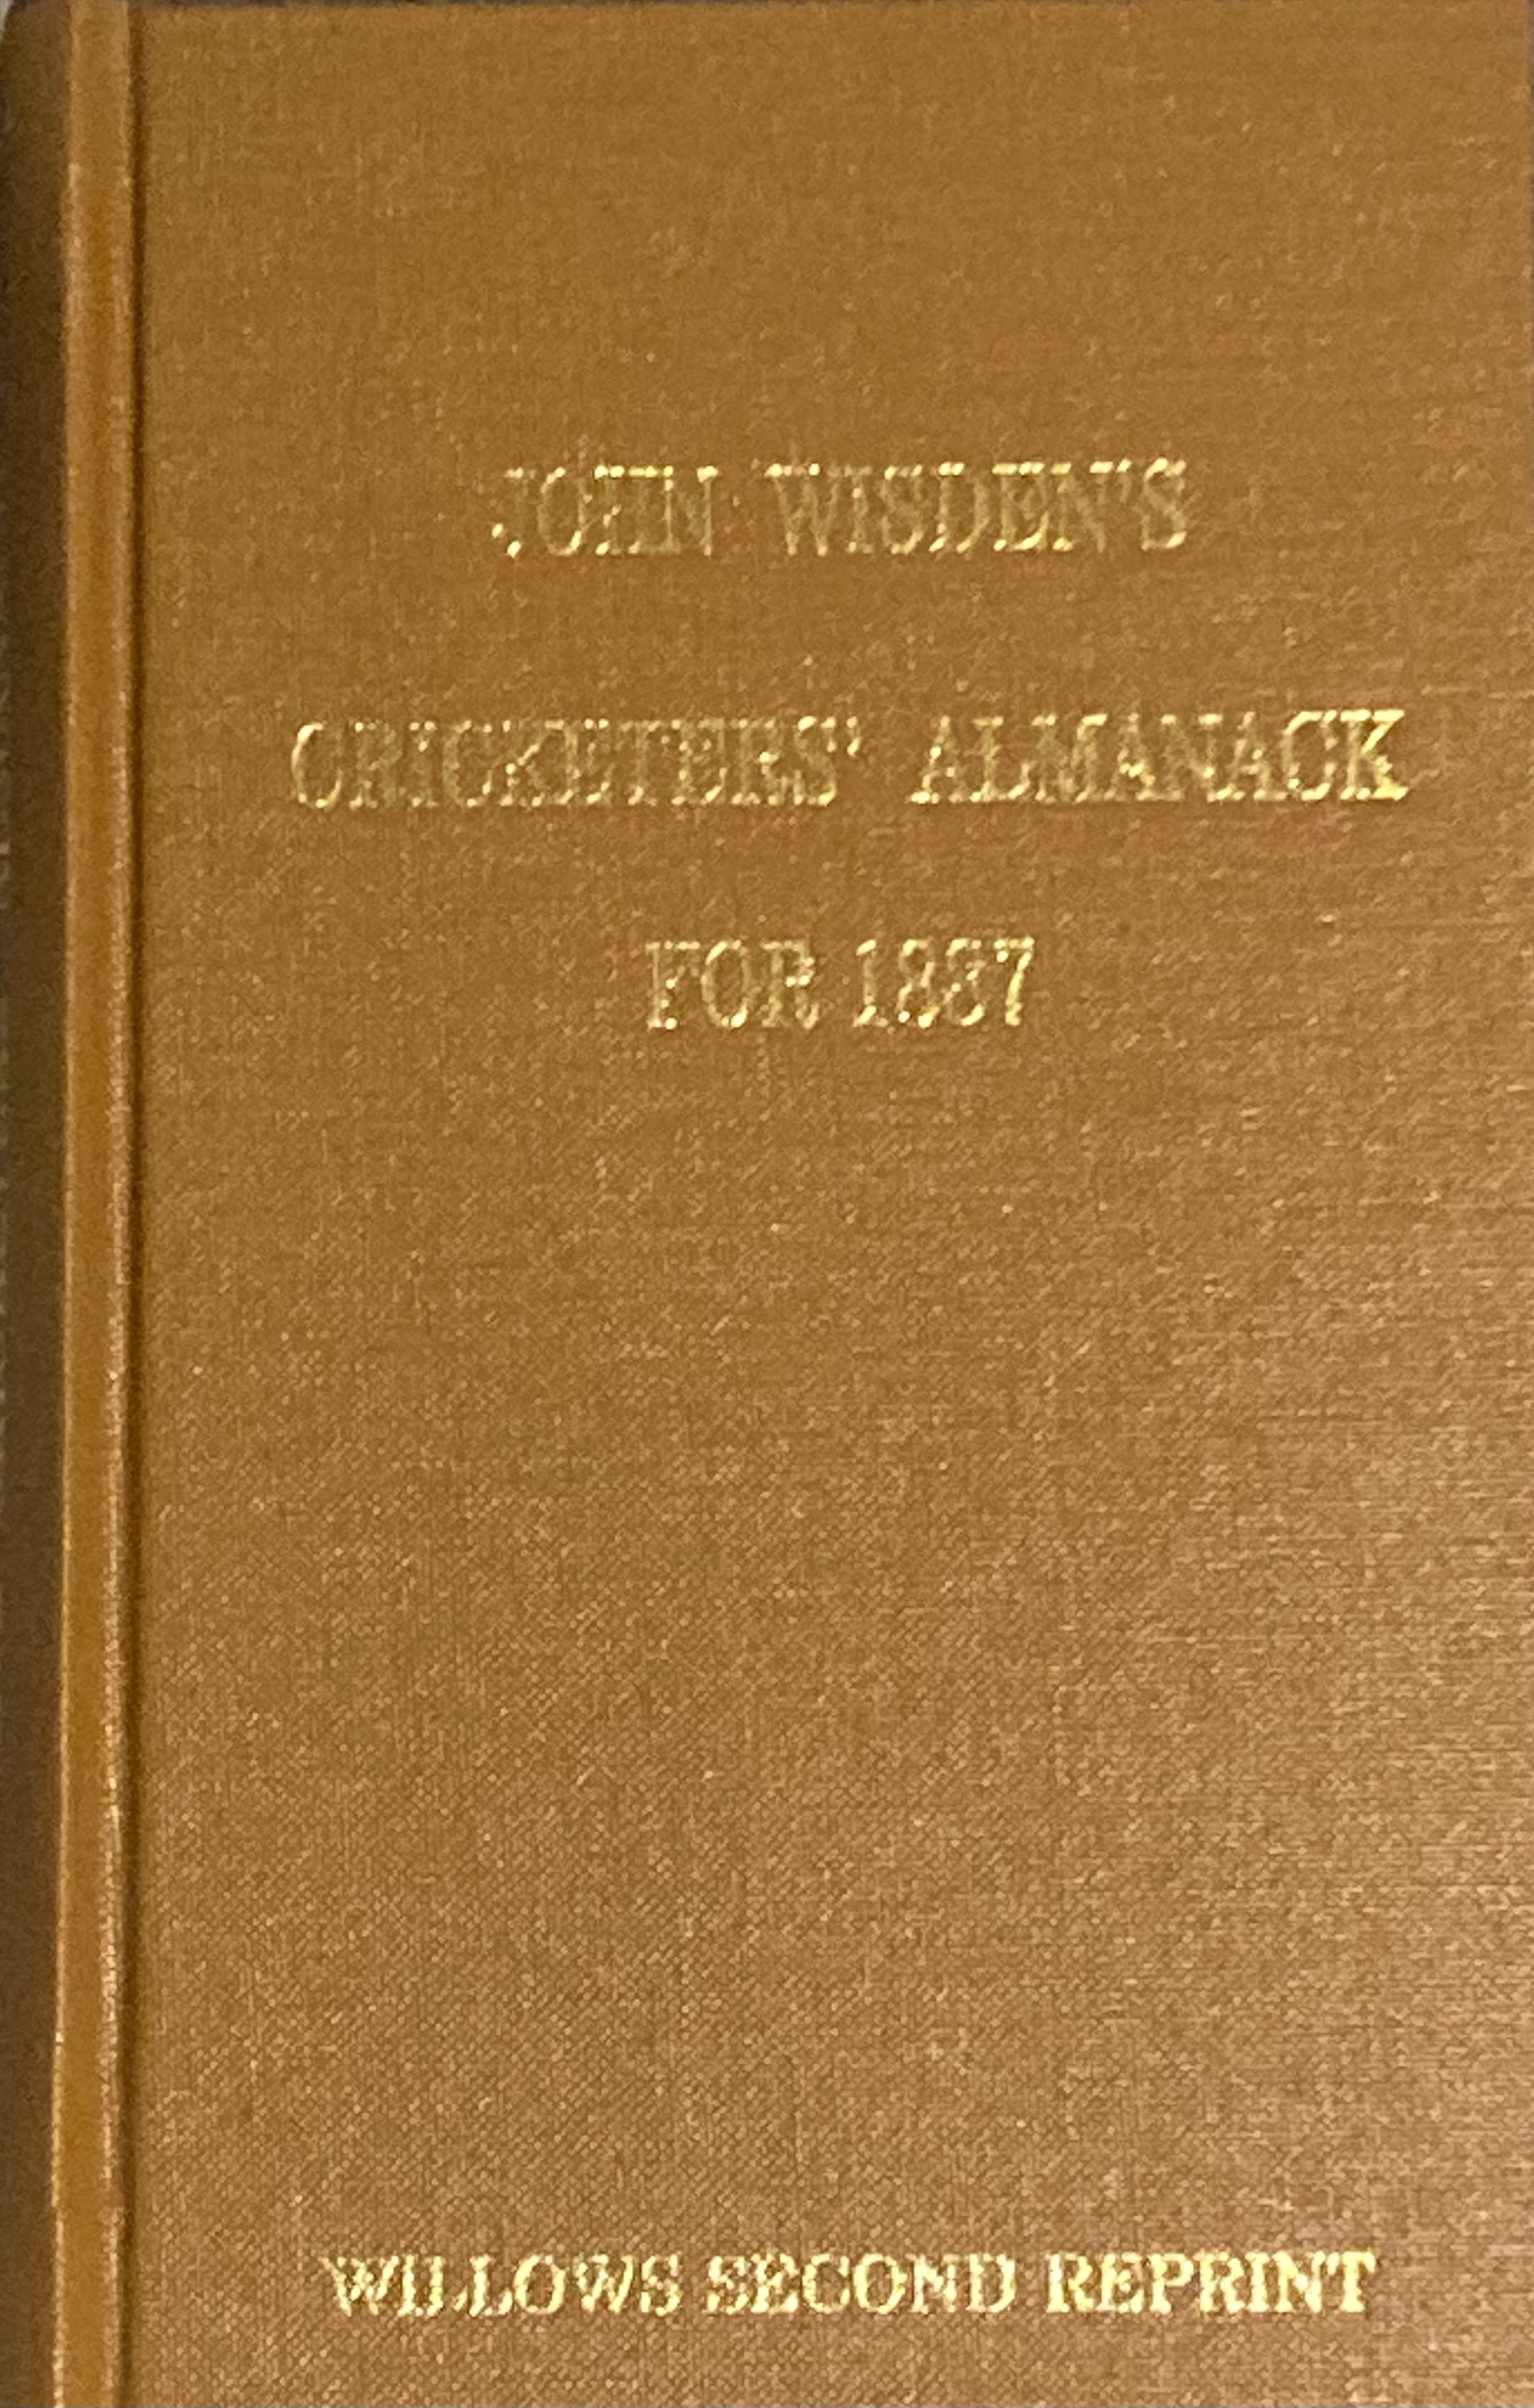 JOHN WISDEN'S
CRICKETERS' ALMANACK
FOR 1887
WILLOWS SECOND REPRINT